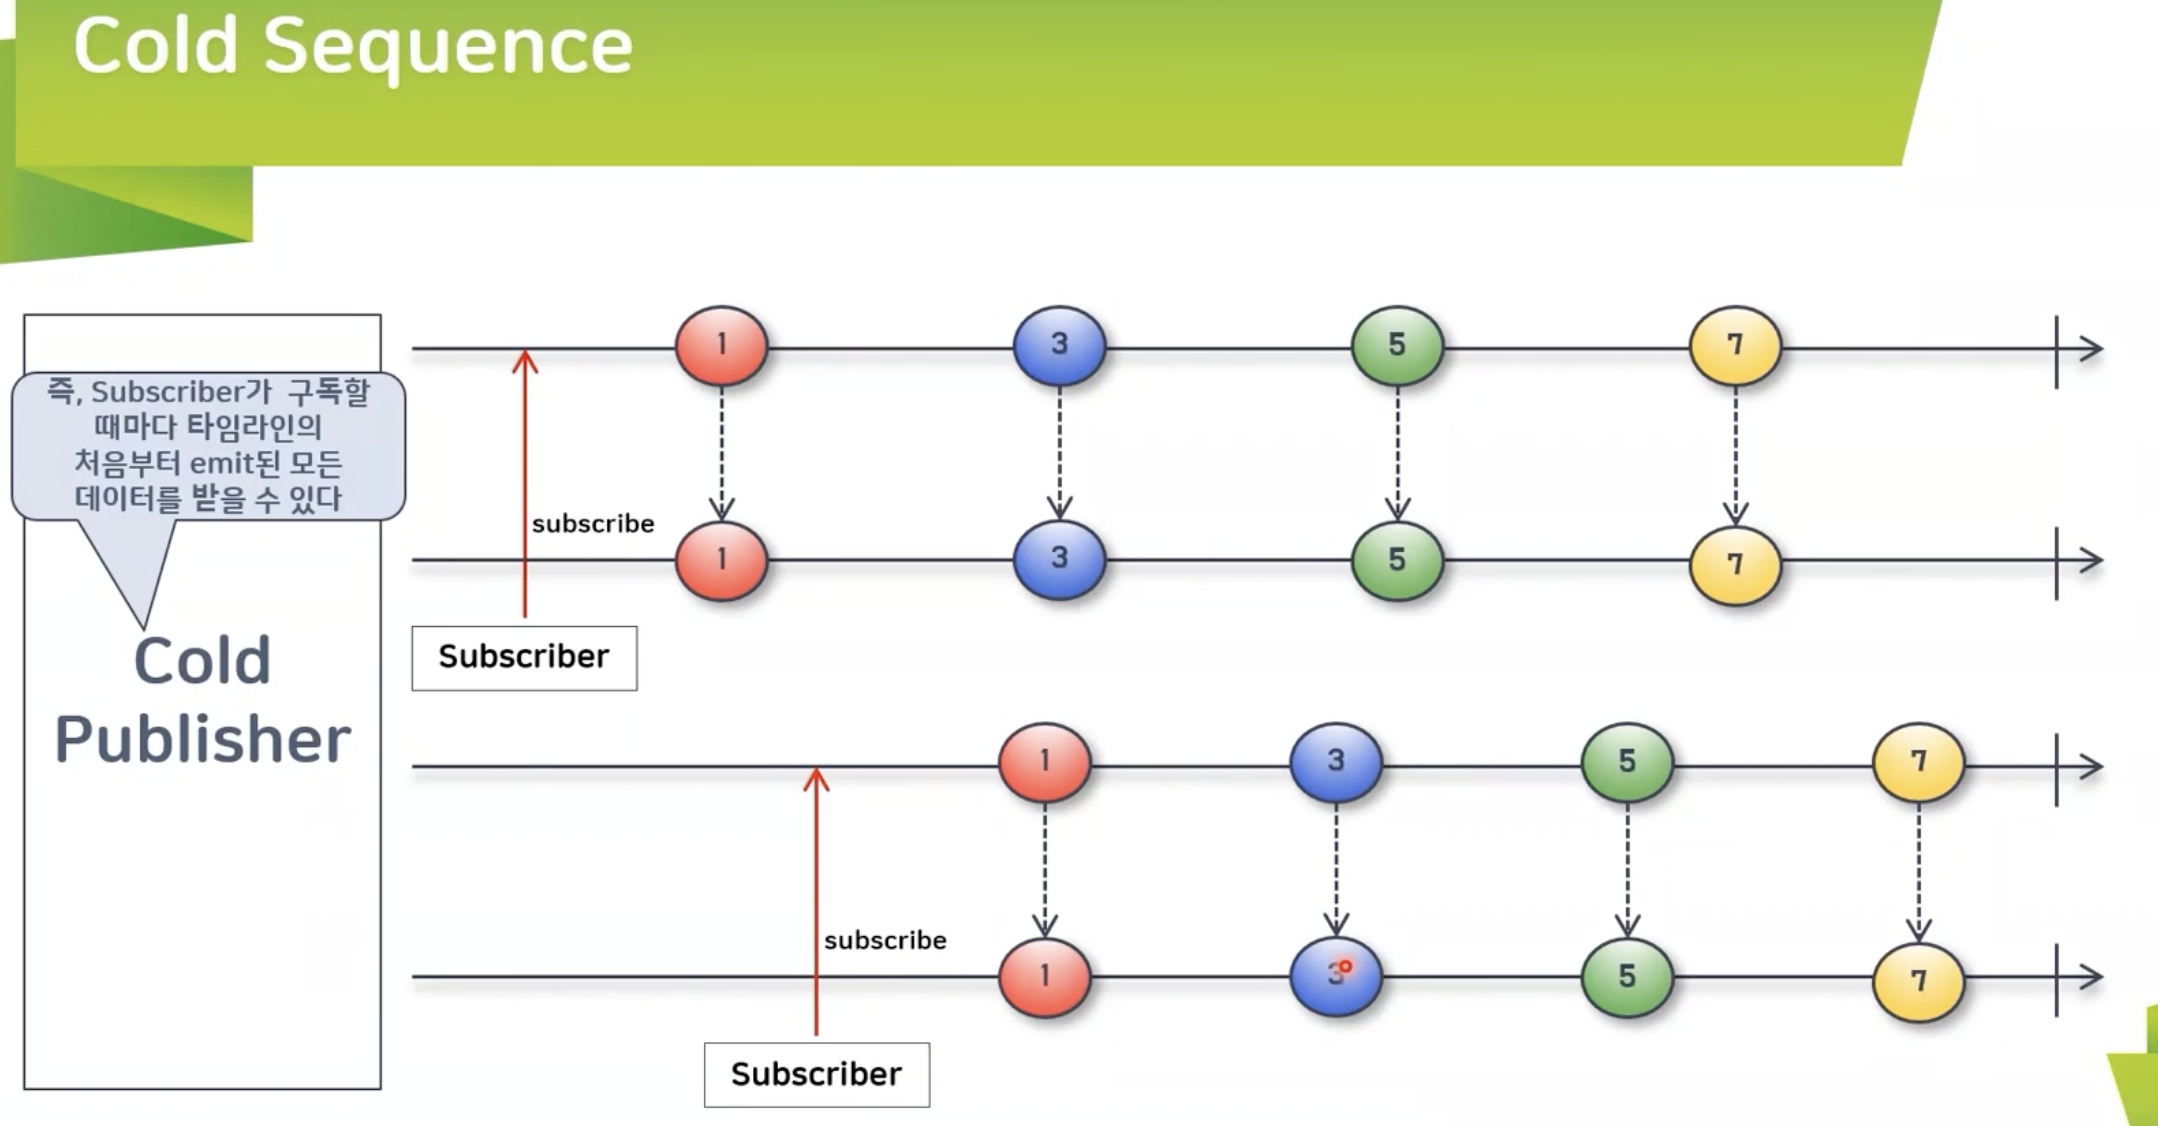 Cold Sequence
즉, Subscriber가 구독할
때마다 타임라인의
처음부터 emit된 모든
데이터를 받을 수 있다
Cold
Publisher
1 3 5 7
subscribe
1 3 5 7
Subscriber
1 3 5 7
subscribe
1 3 5 7
Subscriber